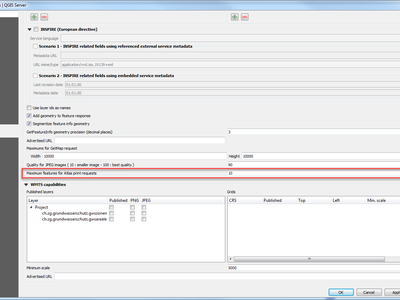 | QGIS Server
INSPIRE (European directive)
Service language
Scenario 1 - INSPIRE related fields using referenced external service metadata
Metadata URL
URL mime/type
Scenario 2 - INSPIRE related fields using embedded service metadata
Last revision date 01.01.00
Metadata date 01.01.00
Use layer ids as names
Add geometry to feature response
Segmentize feature info geometry
GetFeatureInfo geometry precision (decimal places) 3
Advertised URL
Maximums for GetMap request
Width 10000 Height 10000
Quality for JPEG images ( 10 : smaller image - 100 : best quality ) 90
Maximum features for Atlas print requests 10
WMTS capabilities
Published layers Grids
Layer Published PNG JPEG CRS Published Top Left Min. scale
Project
ch.zg.grundwasserschutz.gwszonen
ch.zg.grundwasserschutz.gwsareale
Minimum scale 5000
Advertised URL
OK Cancel Apply